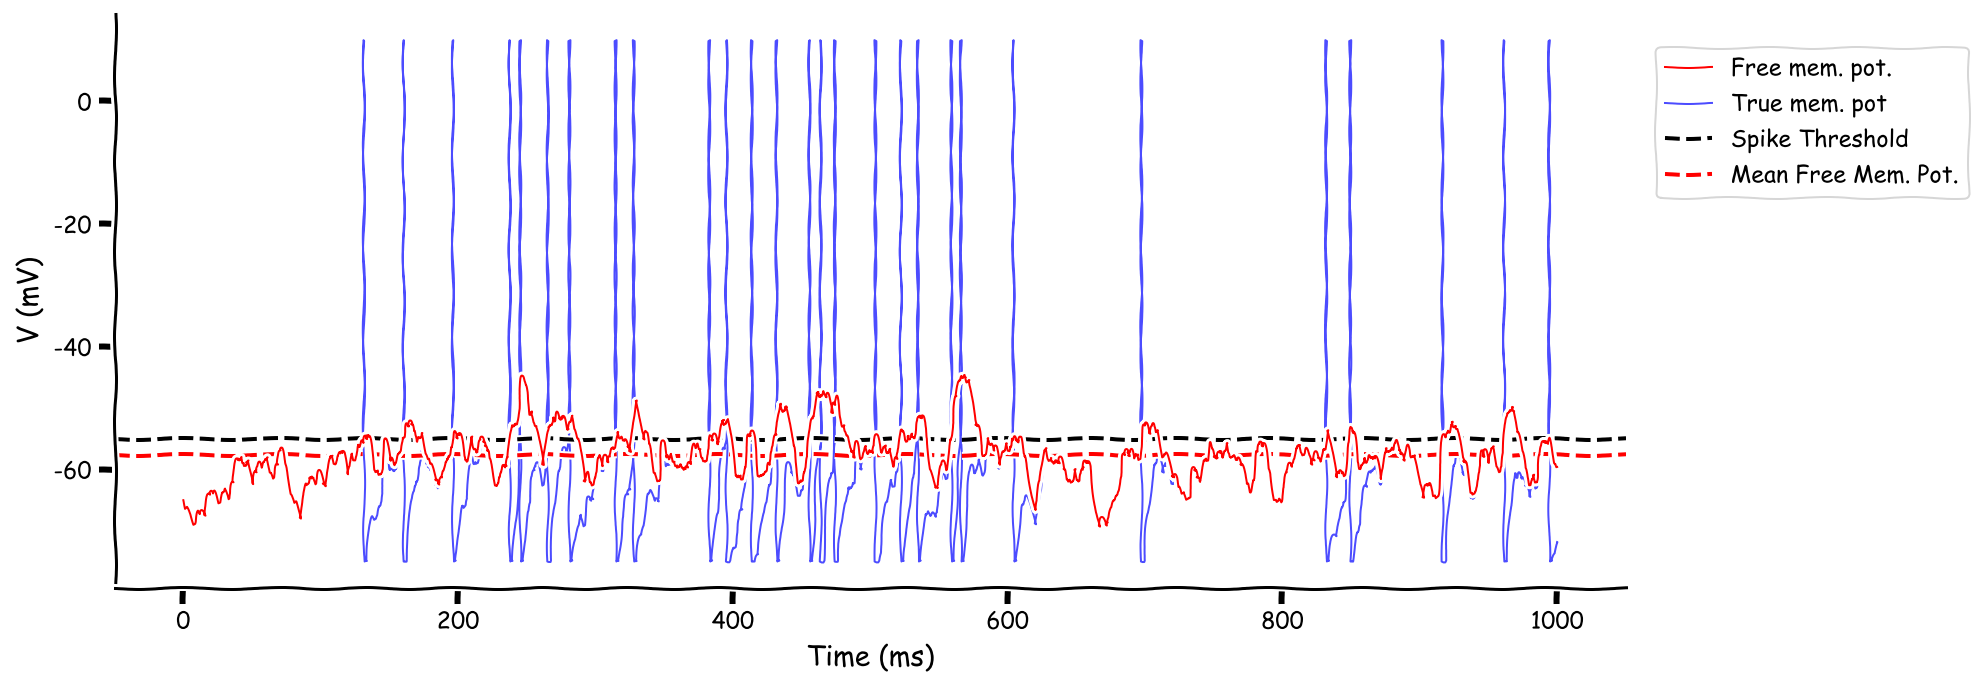 0
-20
-40
-60
V (mV)
0
200
400
600
800
1000
Time (ms)
Free mem. pot.
True mem. pot
Spike Threshold
Mean Free Mem. Pot.